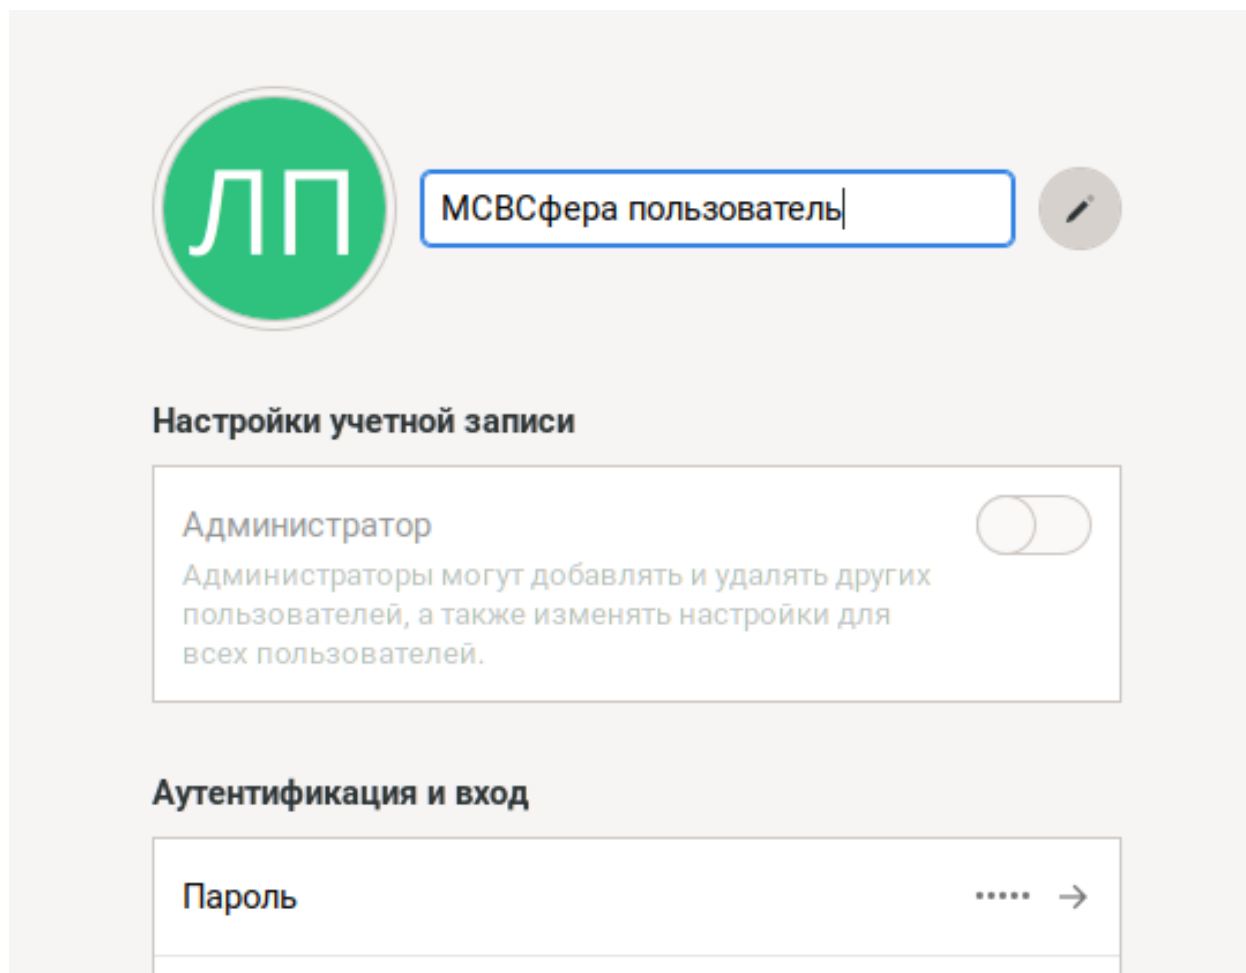 ЛП
МСВСфера пользователь
Настройки учетной записи
Администратор
Администраторы могут добавлять и удалять других
пользователей, а также изменять настройки для
всех пользователей.
Аутентификация и вход
Пароль